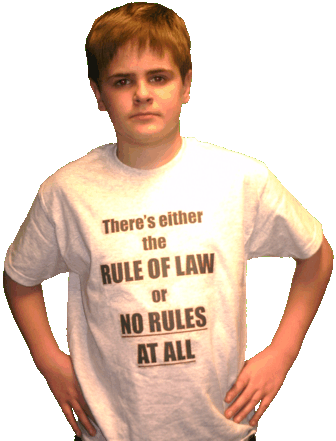 There's either
the
RULE OF LAW
or
NO RULES
AT ALL